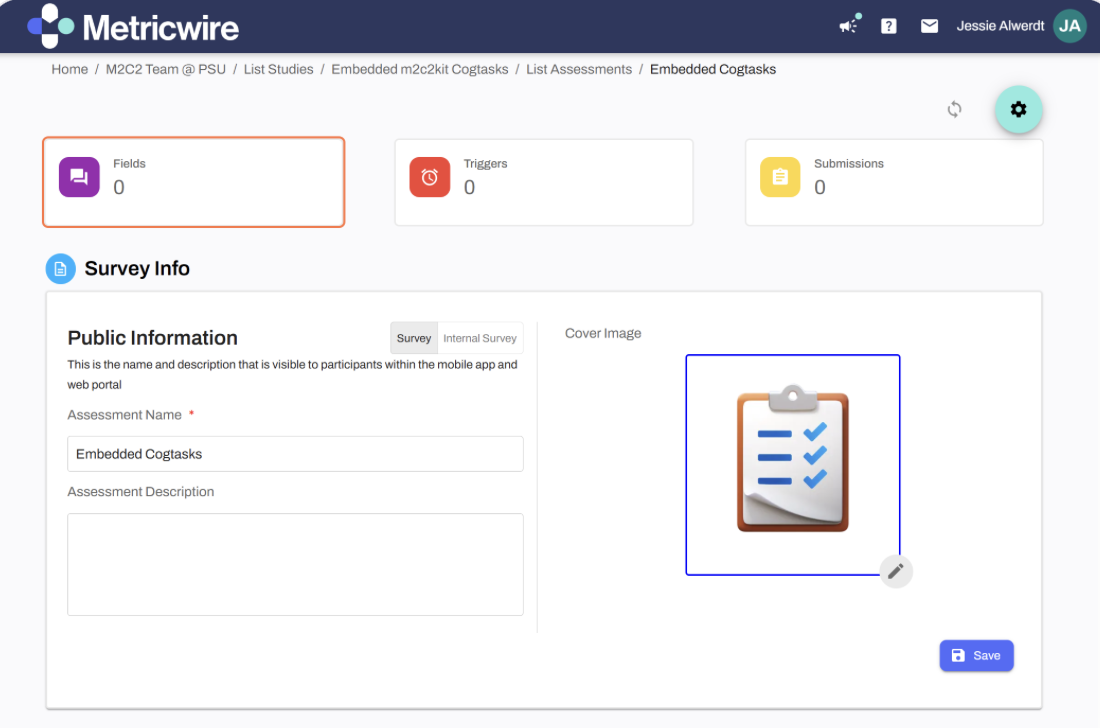 Metricwire
? Jessie Alwerdt JA
Home / M2C2 Team @ PSU / List Studies / Embedded m2c2kit Cogtasks / List Assessments / Embedded Cogtasks
Fields
0
Triggers
0
Submissions
0
Survey Info
Public Information
Survey Internal Survey
This is the name and description that is visible to participants within the mobile app and
web portal
Assessment Name *
Embedded Cogtasks
Assessment Description
Cover Image
Save